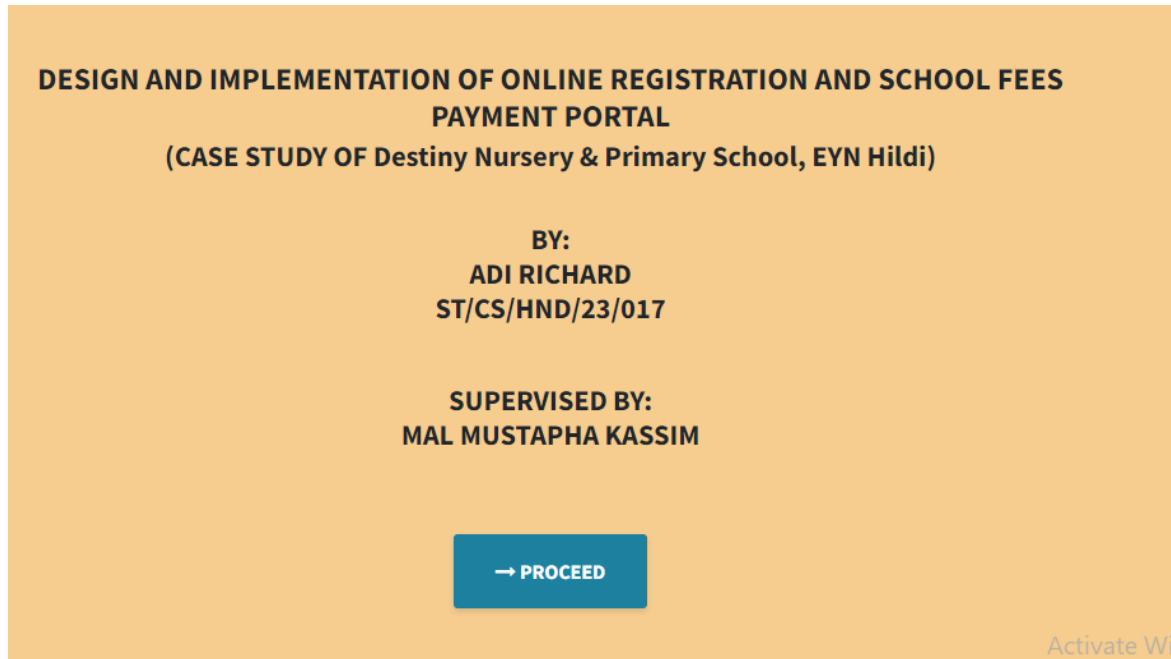 DESIGN AND IMPLEMENTATION OF ONLINE REGISTRATION AND SCHOOL FEES
PAYMENT PORTAL
(CASE STUDY OF Destiny Nursery & Primary School, EYN Hildi)
BY:
ADI RICHARD
ST/CS/HND/23/017
SUPERVISED BY:
MAL MUSTAPHA KASSIM
→ PROCEED
Activate Wi